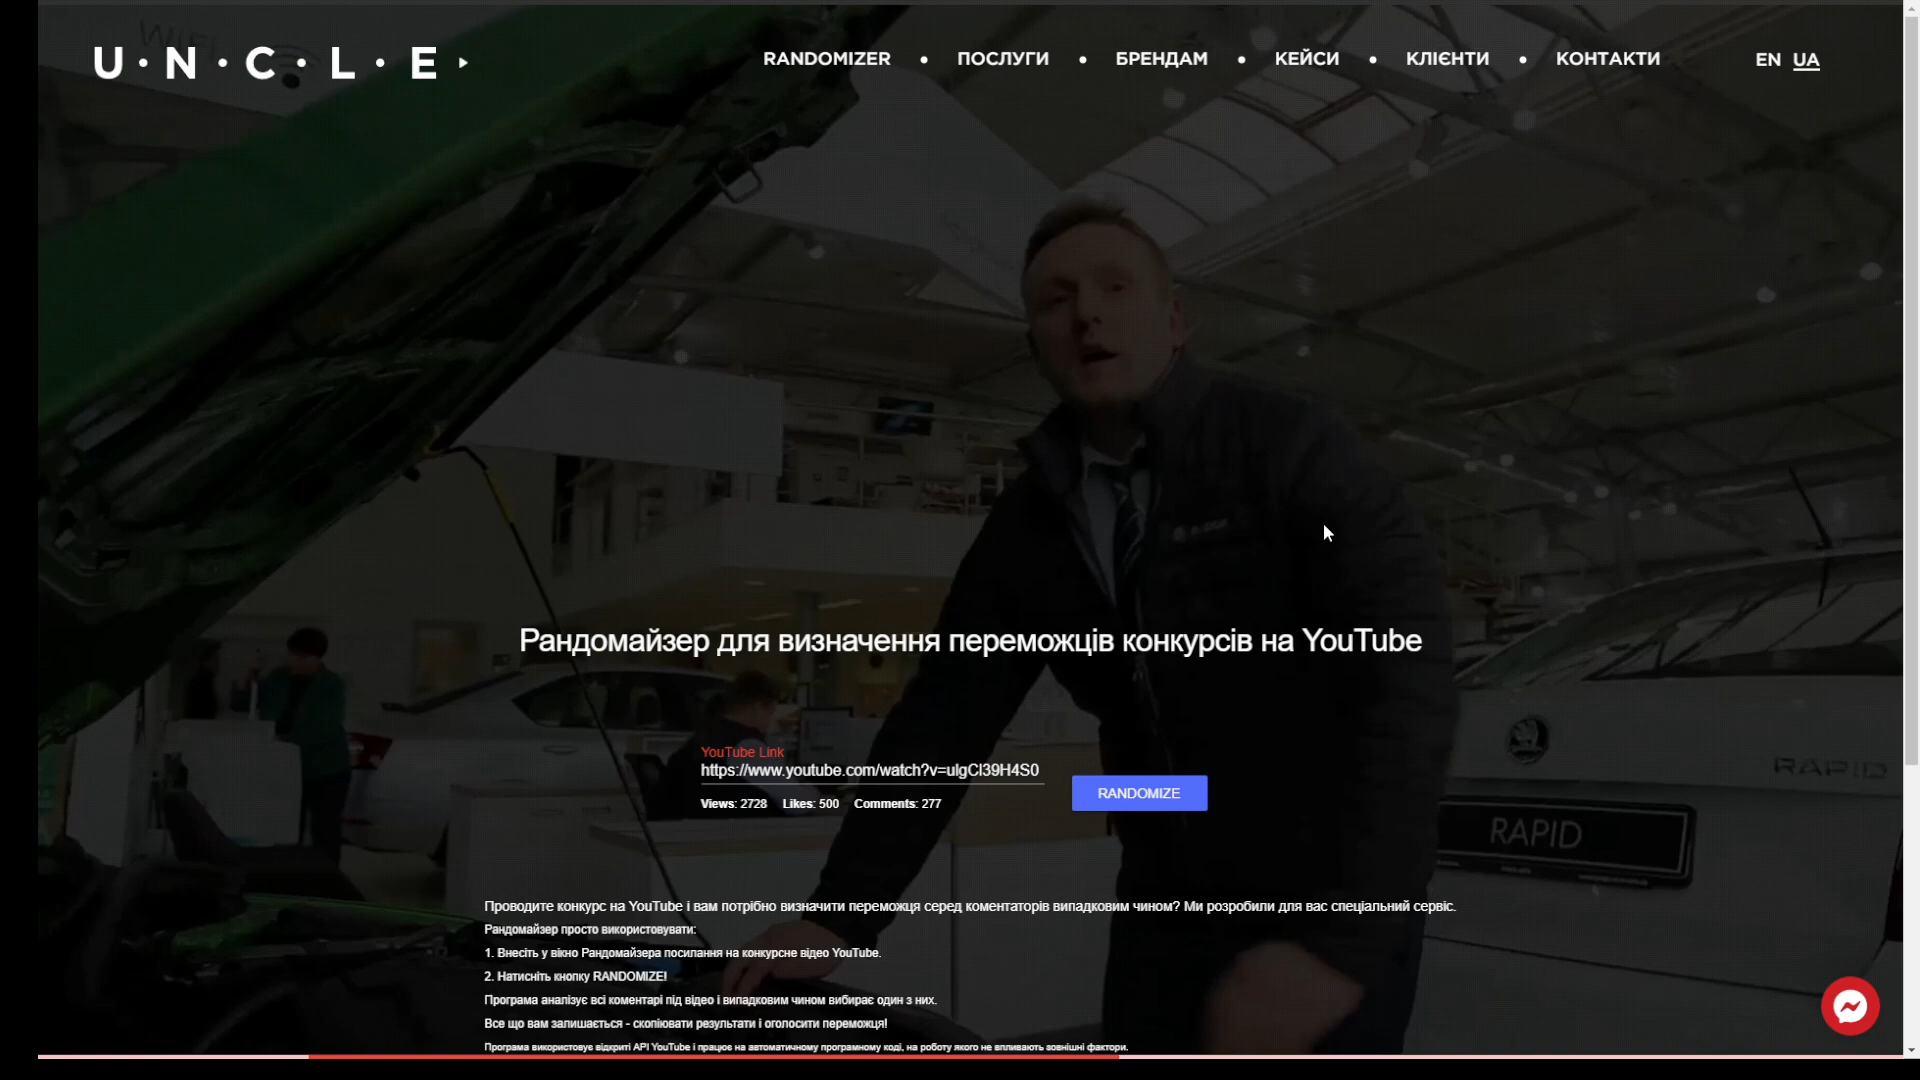 U·N·C·L·E
RANDOMIZER • ПОСЛУГИ • БРЕНДАМ • КЕЙСИ • КЛІЄНТИ • КОНТАКТИ
EN UA
Рандомайзер для визначення переможців конкурсів на YouTube
YouTube Link
https://www.youtube.com/watch?v=ulgCl39H4S0
Views: 2728 Likes: 500 Comments: 277
RANDOMIZE
RAPID
RAPID
Проводите конкурс на YouTube і вам потрібно визначити переможця серед коментаторів випадковим чином? Ми розробили для вас спеціальний сервіс.
Рандомайзер просто використовувати:
1. Внесіть у вікно Рандомайзера посилання на конкурсне відео YouTube.
2. Натисніть кнопку RANDOMIZE!
Програма аналізує всі коментарі під відео і випадковим чином вибирає один з них.
Все що вам залишається - скопіювати результати і оголосити переможця!
Програма використовує відкриті API YouTube і працює на автоматичному програмному коді, на роботу якого не впливають зовнішні фактори.